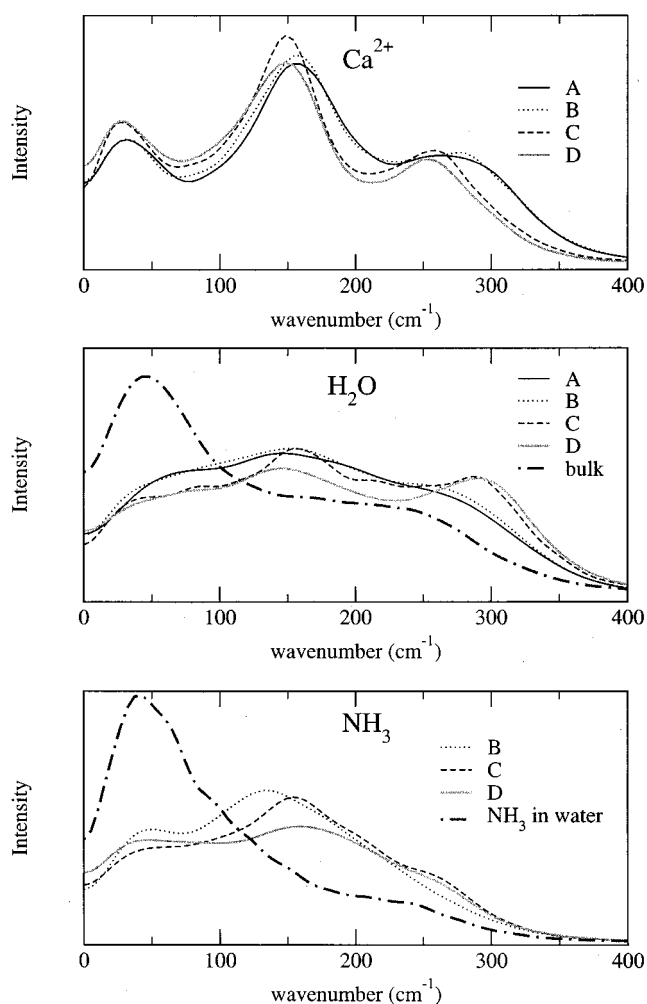 Ca2+
Intensity
A
B
C
D
0 100 200 300 400
wavenumber (cm-1)
H2O
Intensity
A
B
C
D
bulk
0 100 200 300 400
wavenumber (cm-1)
NH3
Intensity
B
C
D
NH3 in water
0 100 200 300 400
wavenumber (cm-1)